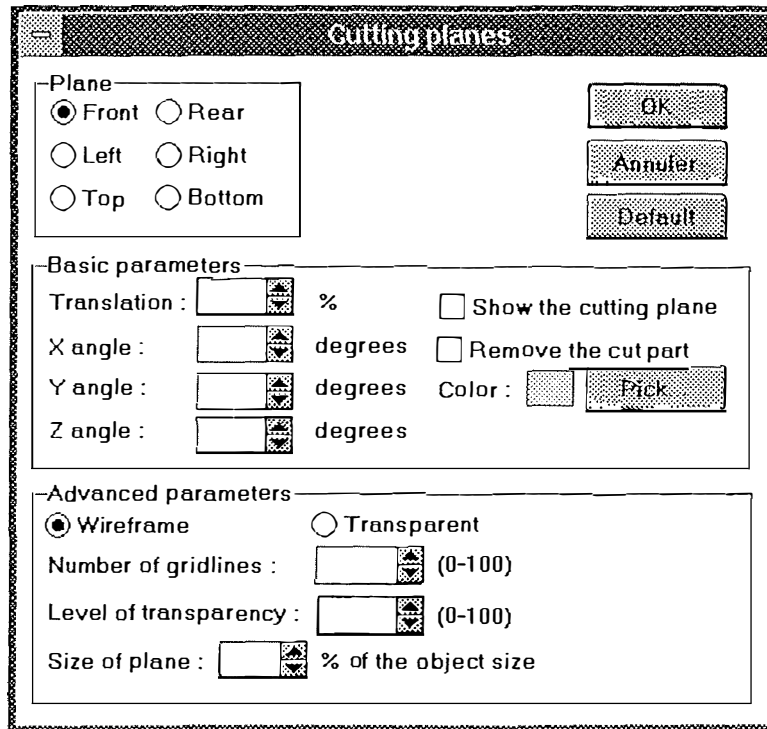 Cutting planes
Plane
Front Rear
Left Right
Top Bottom
OK
Annuler
Default
Basic parameters
Translation : %
X angle : degrees
Y angle : degrees
Z angle : degrees
Show the cutting plane
Remove the cut part
Color : Pick
Advanced parameters
Wireframe Transparent
Number of gridlines : (0-100)
Level of transparency : (0-100)
Size of plane : % of the object size